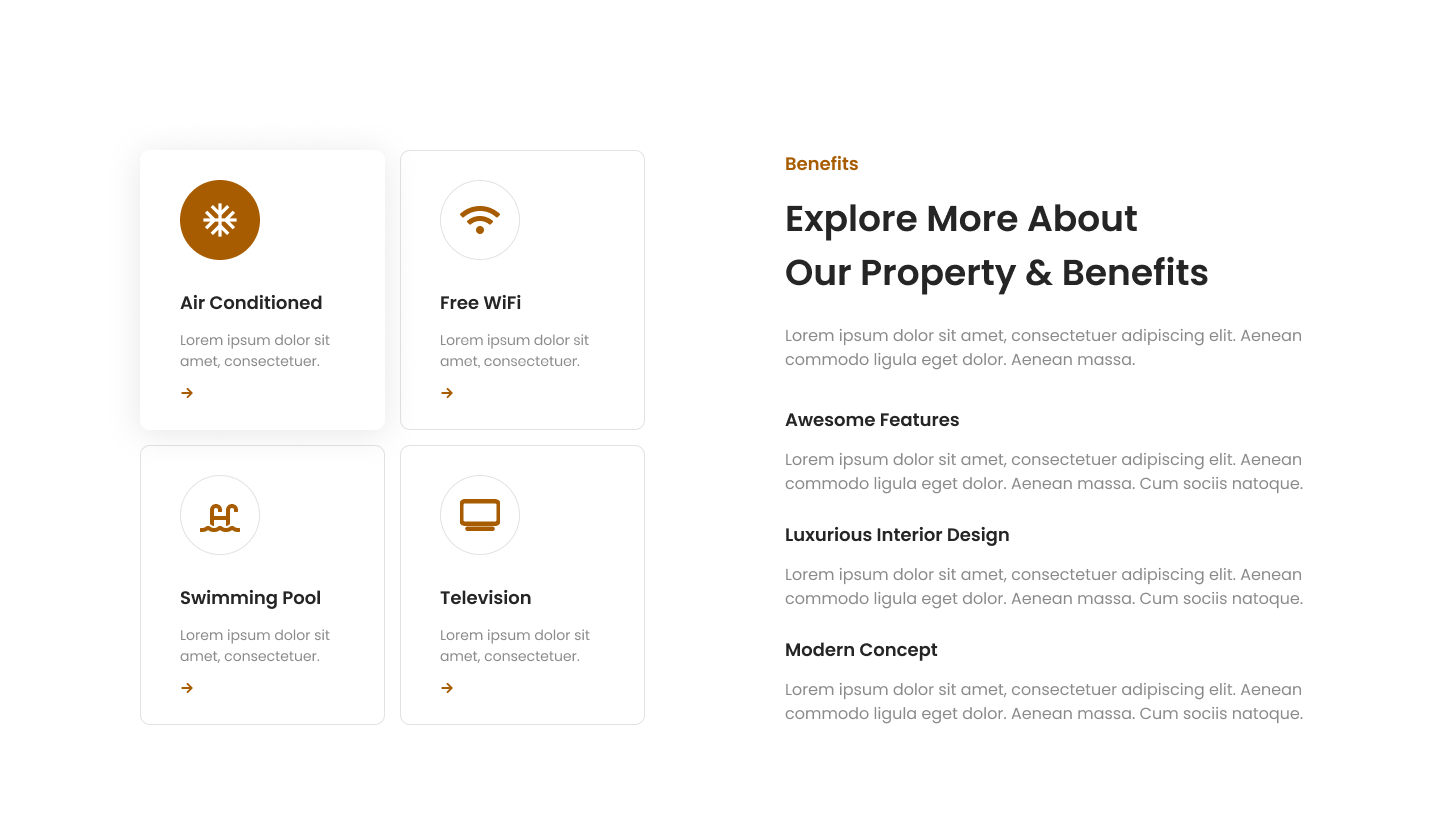 Air Conditioned
Lorem ipsum dolor sit
amet, consectetuer.
Free WiFi
Lorem ipsum dolor sit
amet, consectetuer.
Swimming Pool
Lorem ipsum dolor sit
amet, consectetuer.
Television
Lorem ipsum dolor sit
amet, consectetuer.
Benefits
Explore More About
Our Property & Benefits
Lorem ipsum dolor sit amet, consectetuer adipiscing elit. Aenean
commodo ligula eget dolor. Aenean massa.
Awesome Features
Lorem ipsum dolor sit amet, consectetuer adipiscing elit. Aenean
commodo ligula eget dolor. Aenean massa. Cum sociis natoque.
Luxurious Interior Design
Lorem ipsum dolor sit amet, consectetuer adipiscing elit. Aenean
commodo ligula eget dolor. Aenean massa. Cum sociis natoque.
Modern Concept
Lorem ipsum dolor sit amet, consectetuer adipiscing elit. Aenean
commodo ligula eget dolor. Aenean massa. Cum sociis natoque.